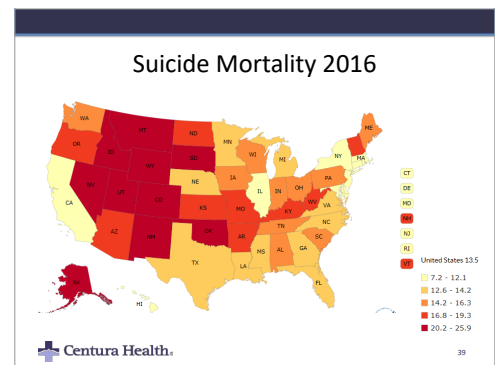 Suicide Mortality 2016
WA
MT
ND
MN
ME
OR
ID
SD
WI
MI
NY
MA
WY
NE
IA
PA
NV
UT
CO
IL
IN
OH
CA
KS
MO
WV
VA
KY
NC
AZ
NM
OK
AR
TN
SC
MS
AL
GA
TX
LA
FL
AK
HI
CT
DE
MD
NH
NJ
RI
VT
United States 13.5
7.2 - 12.1
12.6 - 14.2
14.2 - 16.3
16.8 - 19.3
20.2 - 25.9
Centura Health.
39